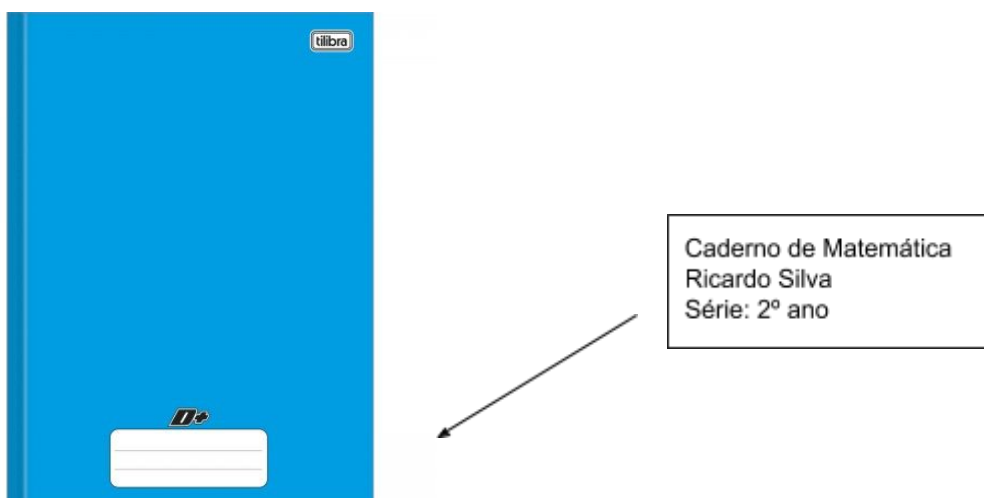 tilibra
D+
Caderno de Matemática
Ricardo Silva
Série: 2º ano